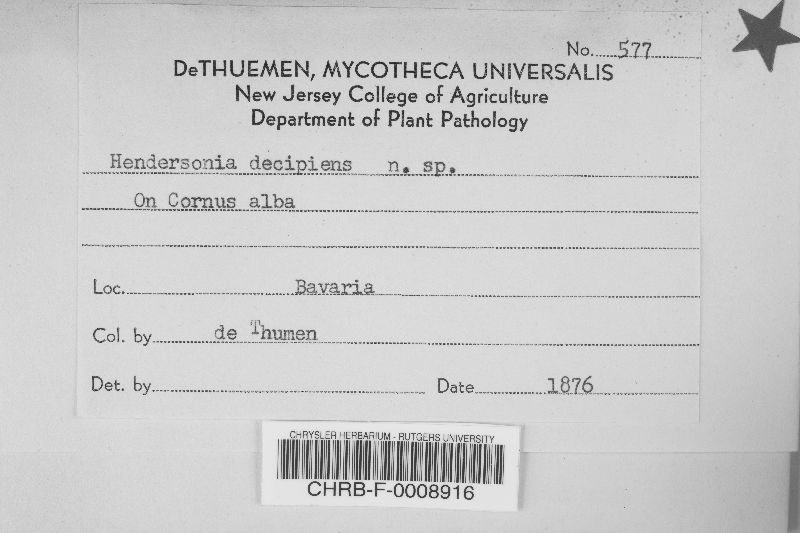 No. 577
DeTHUEMEN, MYCOTHECA UNIVERSALIS
New Jersey College of Agriculture
Department of Plant Pathology
Hendersonia decipiens n. sp.
On Cornus alba
Loc. Bavaria
Col. by de Thumen
Det. by
Date 1876
CHRYSLER HERBARIUM - RUTGERS UNIVERSITY
CHRB-F-0008916